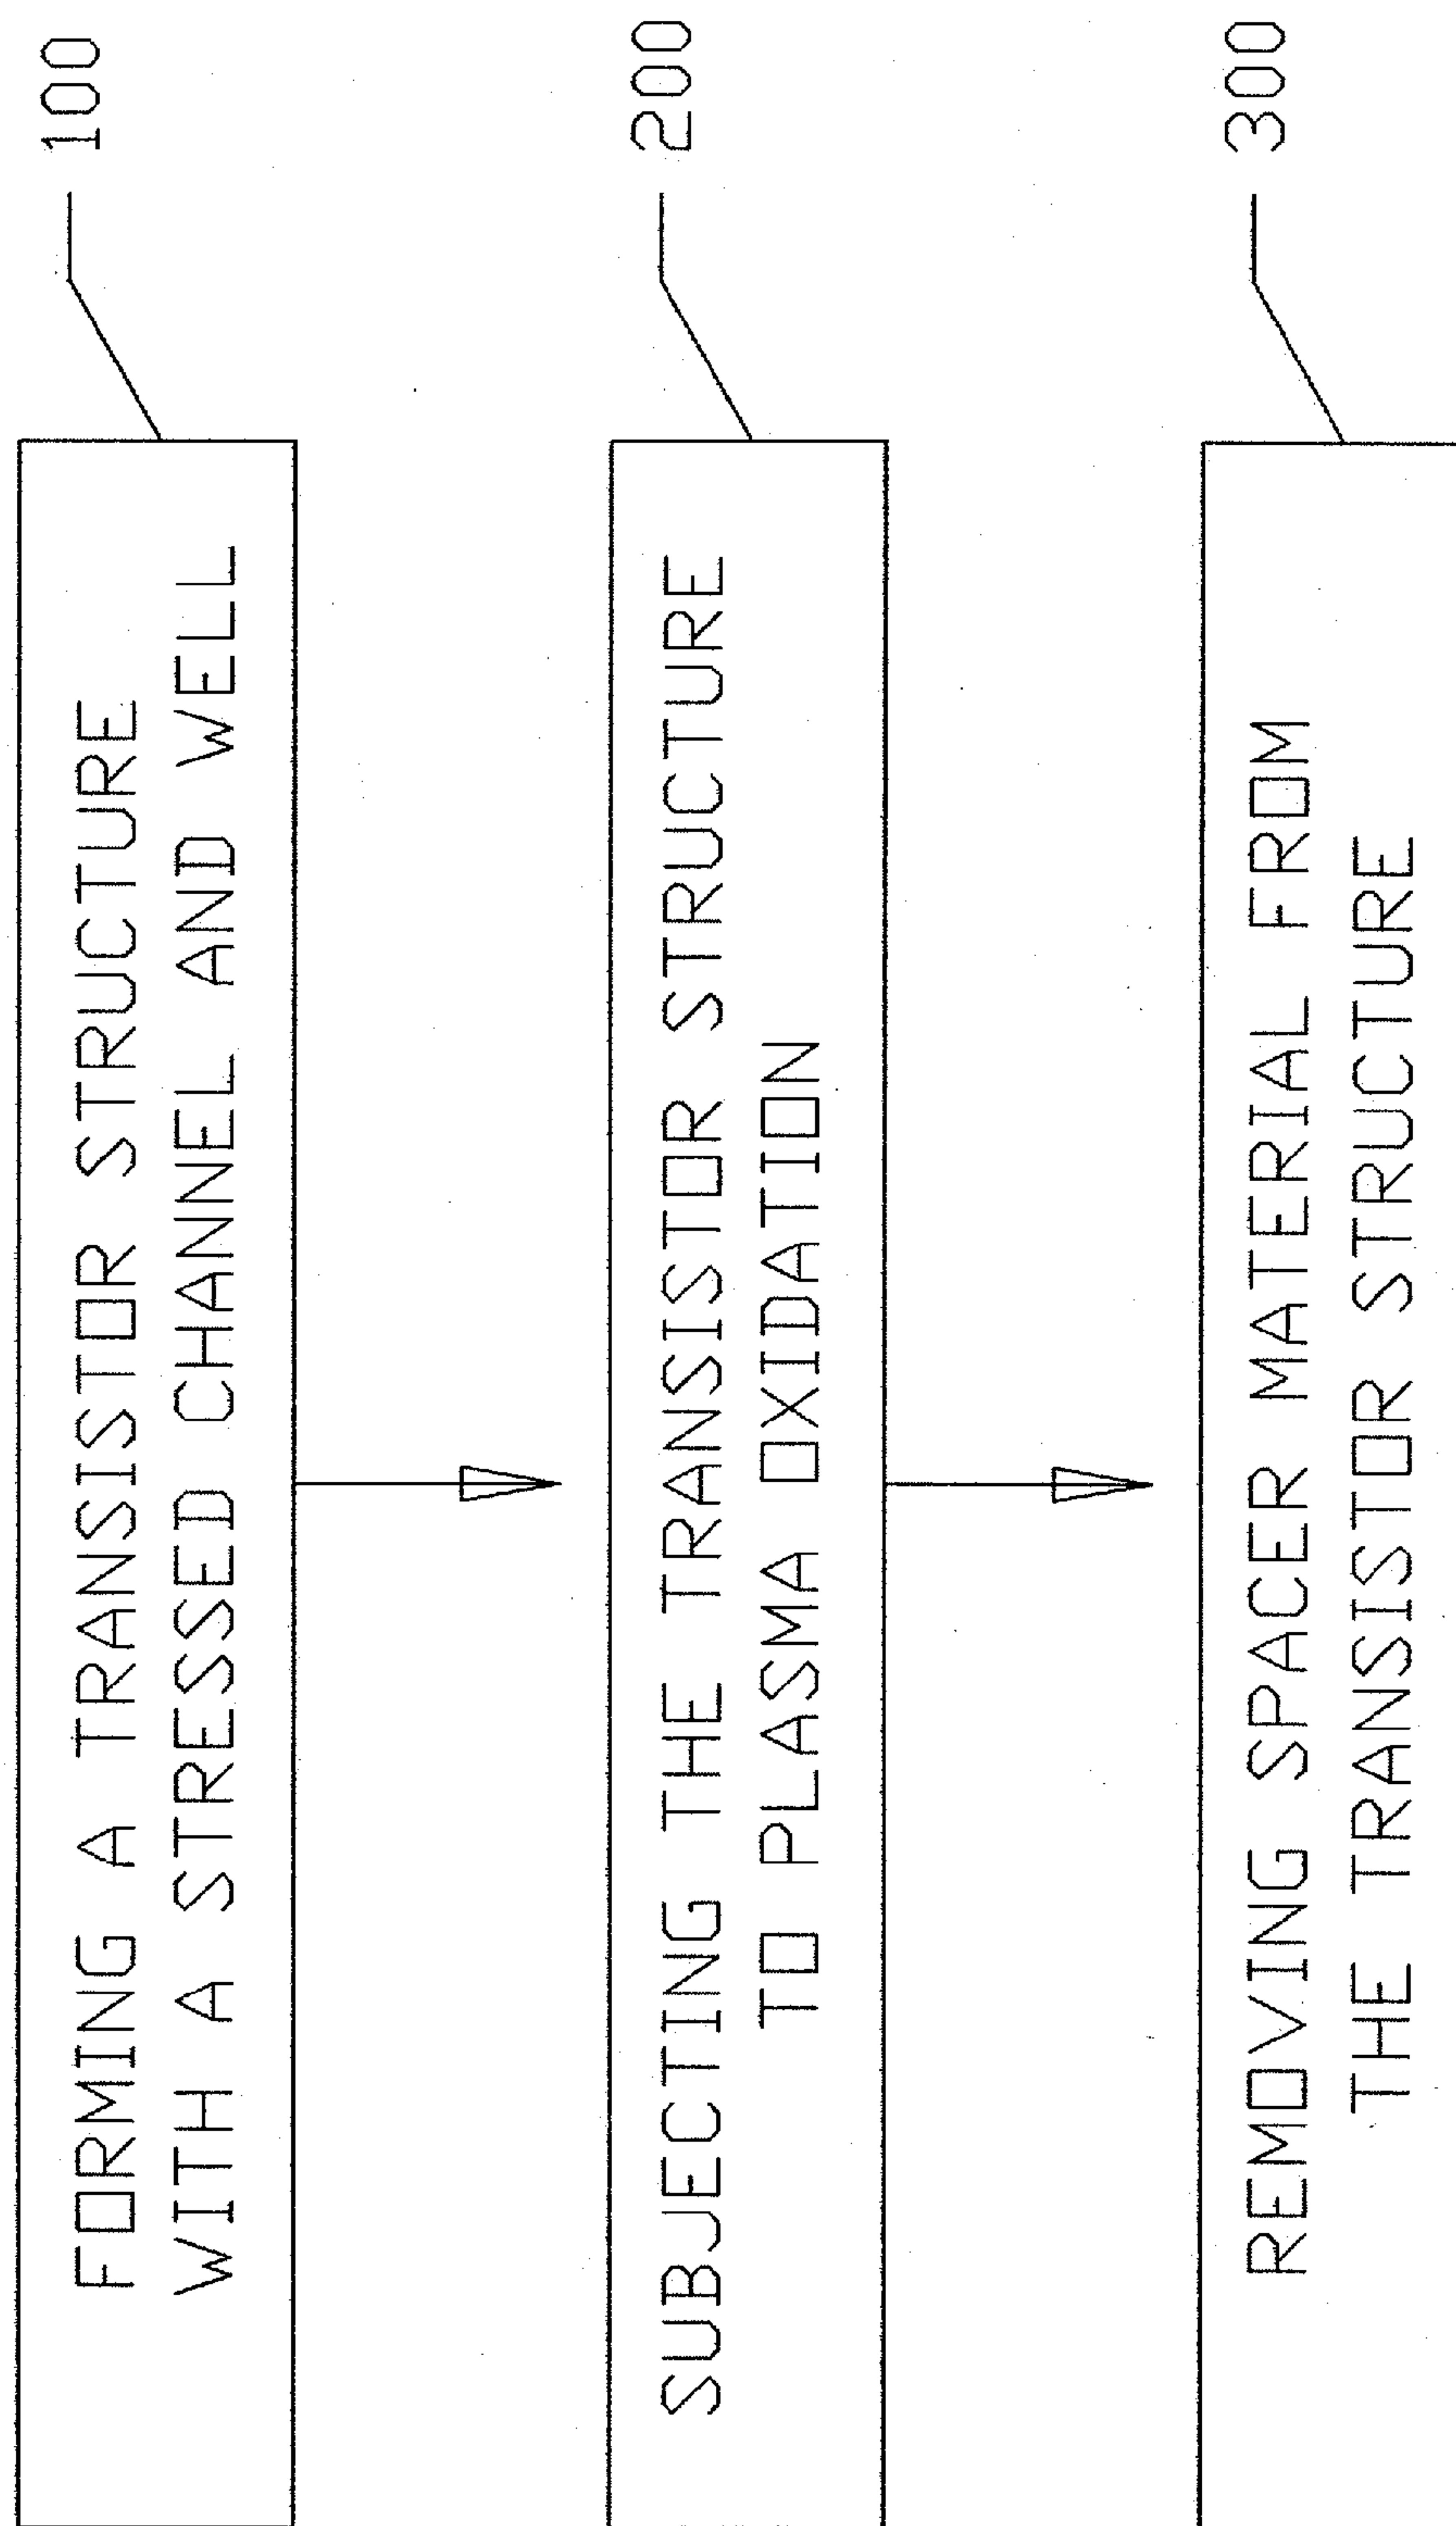 FORMING A TRANSISTOR STRUCTURE
WITH A STRESSED CHANNEL AND WELL
100
SUBJECTING THE TRANSISTOR STRUCTURE
TO PLASMA OXIDATION
200
REMOVING SPACER MATERIAL FROM
THE TRANSISTOR STRUCTURE
300